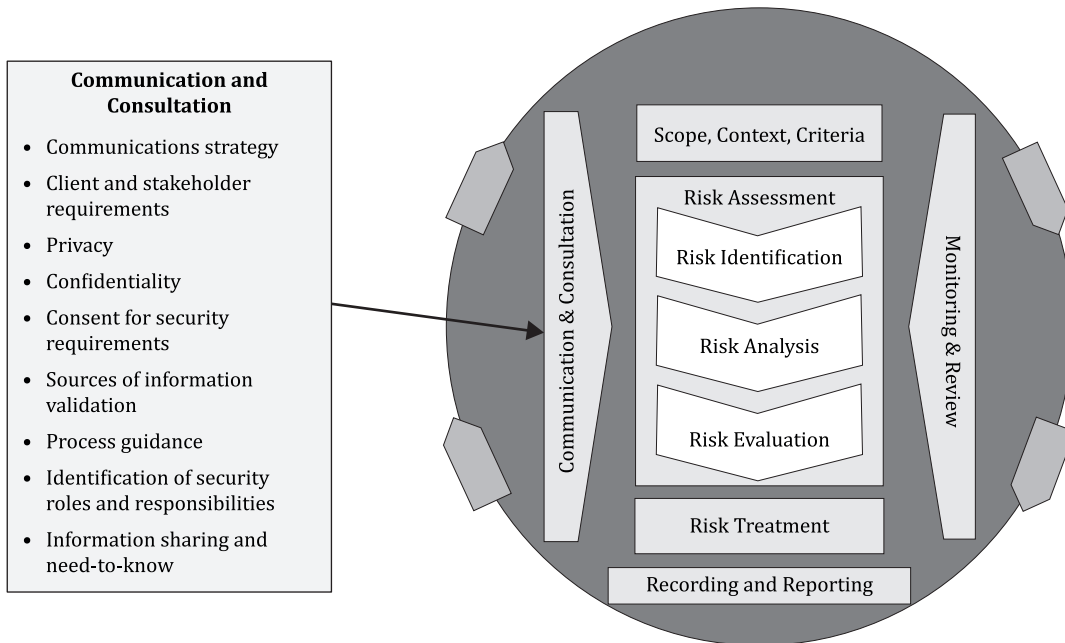 Communication and
Consultation
• Communications strategy
• Client and stakeholder
requirements
• Privacy
• Confidentiality
• Consent for security
requirements
• Sources of information
validation
• Process guidance
• Identification of security
roles and responsibilities
• Information sharing and
need-to-know
Communication & Consultation
Scope, Context, Criteria
Risk Assessment
Risk Identification
Risk Analysis
Risk Evaluation
Risk Treatment
Recording and Reporting
Monitoring & Review